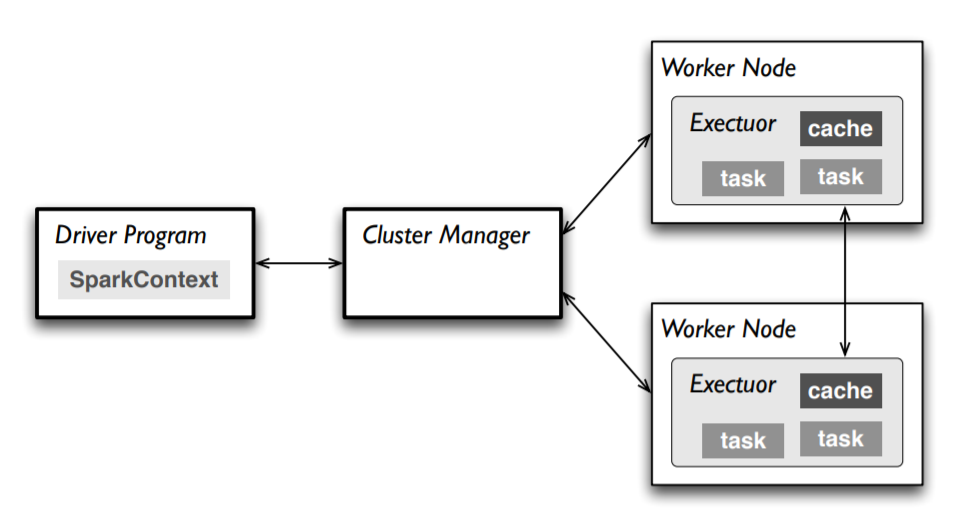 Driver Program
SparkContext
Cluster Manager
Worker Node
Exectuor
cache
task
task
Worker Node
Exectuor
cache
task
task